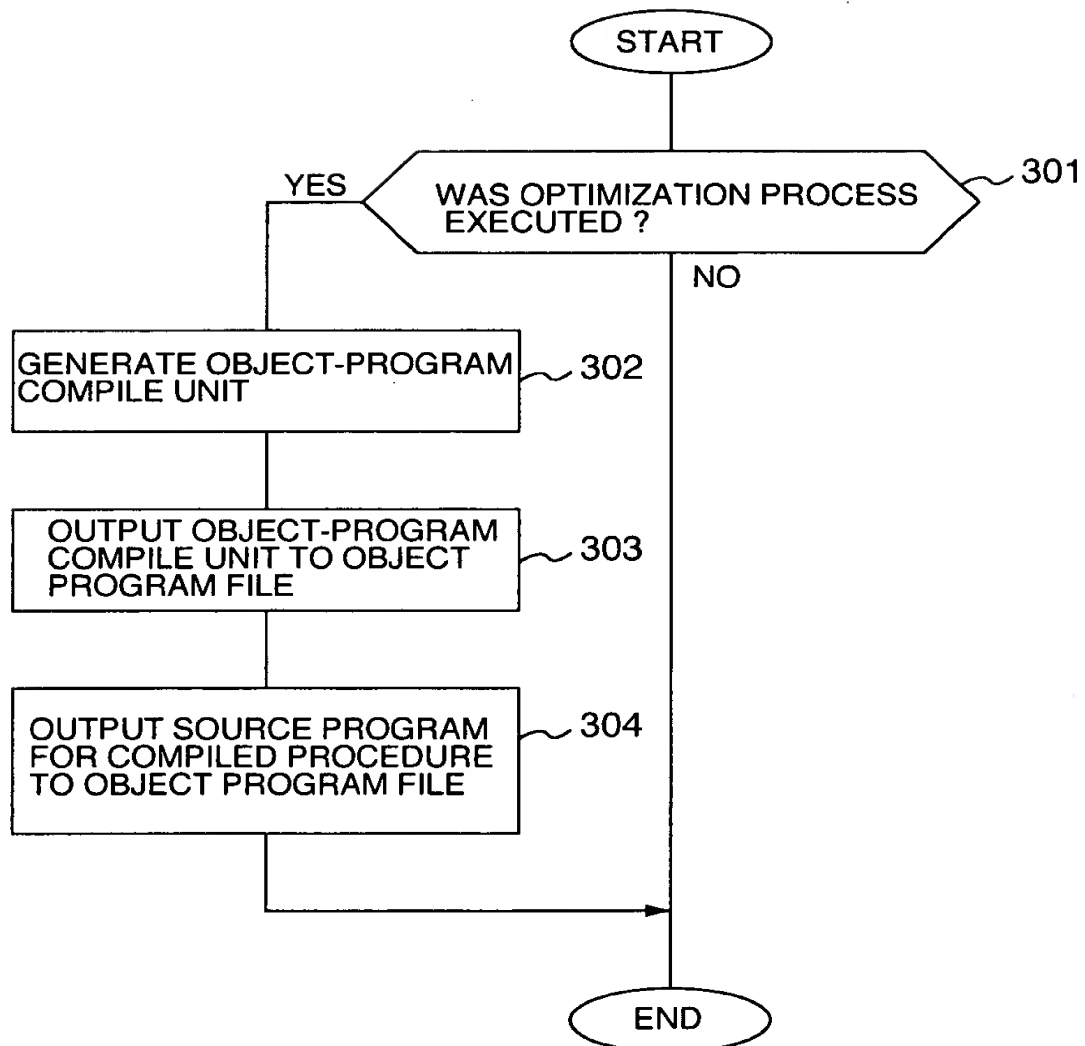 START
WAS OPTIMIZATION PROCESS
EXECUTED ?
301
YES
NO
GENERATE OBJECT-PROGRAM
COMPILE UNIT
302
OUTPUT OBJECT-PROGRAM
COMPILE UNIT TO OBJECT
PROGRAM FILE
303
OUTPUT SOURCE PROGRAM
FOR COMPILED PROCEDURE
TO OBJECT PROGRAM FILE
304
END